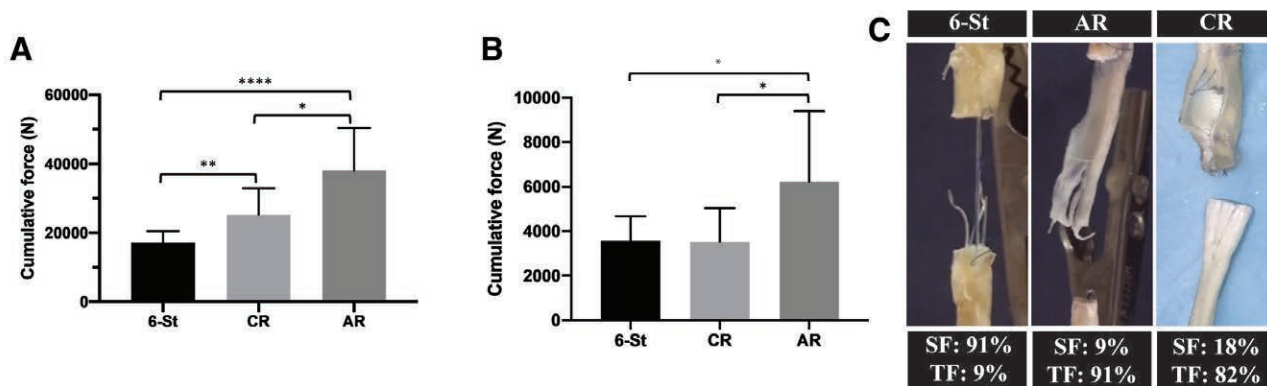 A
Cumulative force (N)
60000
40000
20000
0
****
*
**
6-St CR AR
B
Cumulative force (N)
10000
8000
6000
4000
2000
0
*
*
6-St CR AR
C
6-St AR CR
SF: 91% SF: 9% SF: 18%
TF: 9% TF: 91% TF: 82%